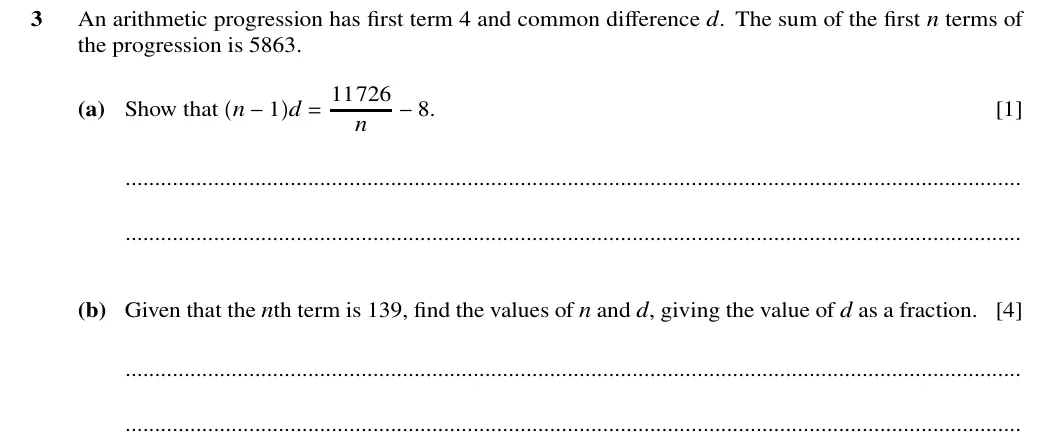 3 An arithmetic progression has first term 4 and common difference d. The sum of the first n terms of
the progression is 5863.
(a) Show that (n − 1)d = 11726/n − 8. [1]
................................................................................
................................................................................
(b) Given that the nth term is 139, find the values of n and d, giving the value of d as a fraction. [4]
................................................................................
................................................................................